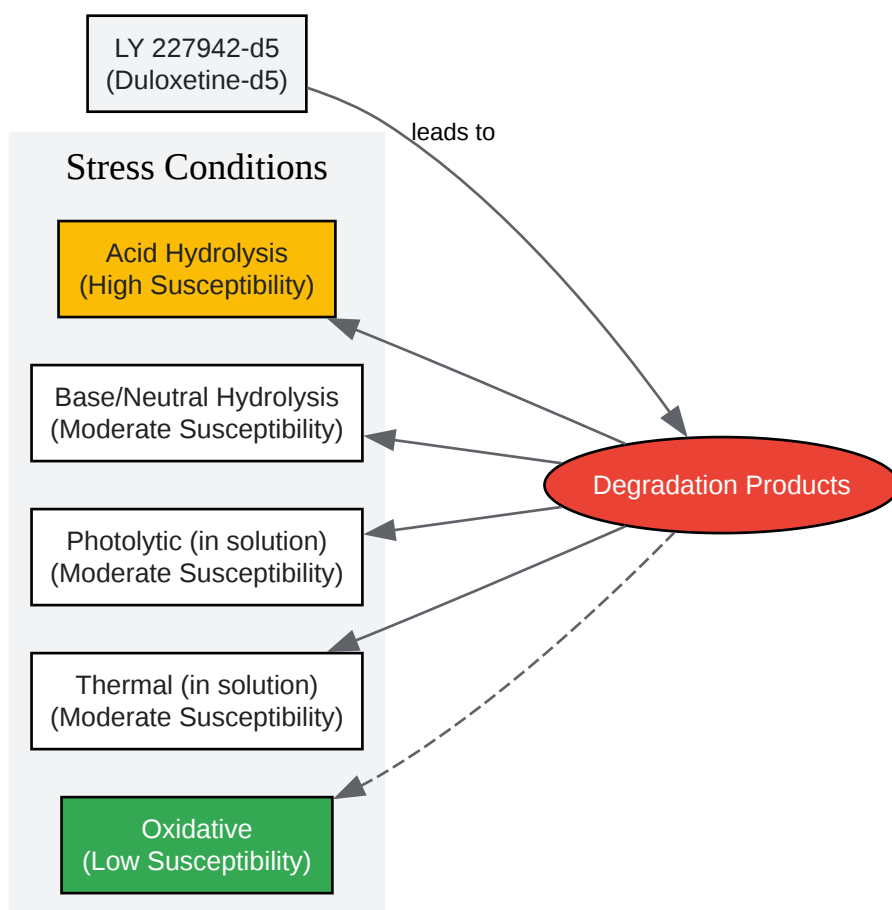 LY 227942-d5
(Duloxetine-d5)
leads to
Stress Conditions
Acid Hydrolysis
(High Susceptibility)
Base/Neutral Hydrolysis
(Moderate Susceptibility)
Degradation Products
Photolytic (in solution)
(Moderate Susceptibility)
Thermal (in solution)
(Moderate Susceptibility)
Oxidative
(Low Susceptibility)